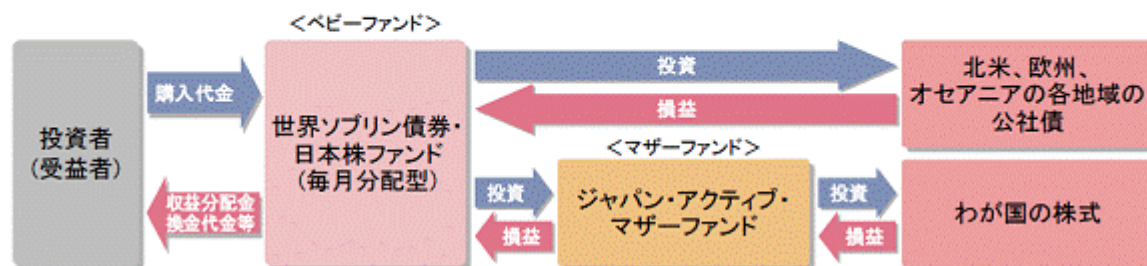 <ベビーファンド>
投資者
(受益者)
購入代金
収益分配金
換金代金等
世界ソブリン債券・
日本株ファンド
(毎月分配型)
投資
損益
北米、欧州、
オセアニアの各地域の
公社債
<マザーファンド>
投資
損益
ジャパン・アクティブ・
マザーファンド
投資
損益
わが国の株式